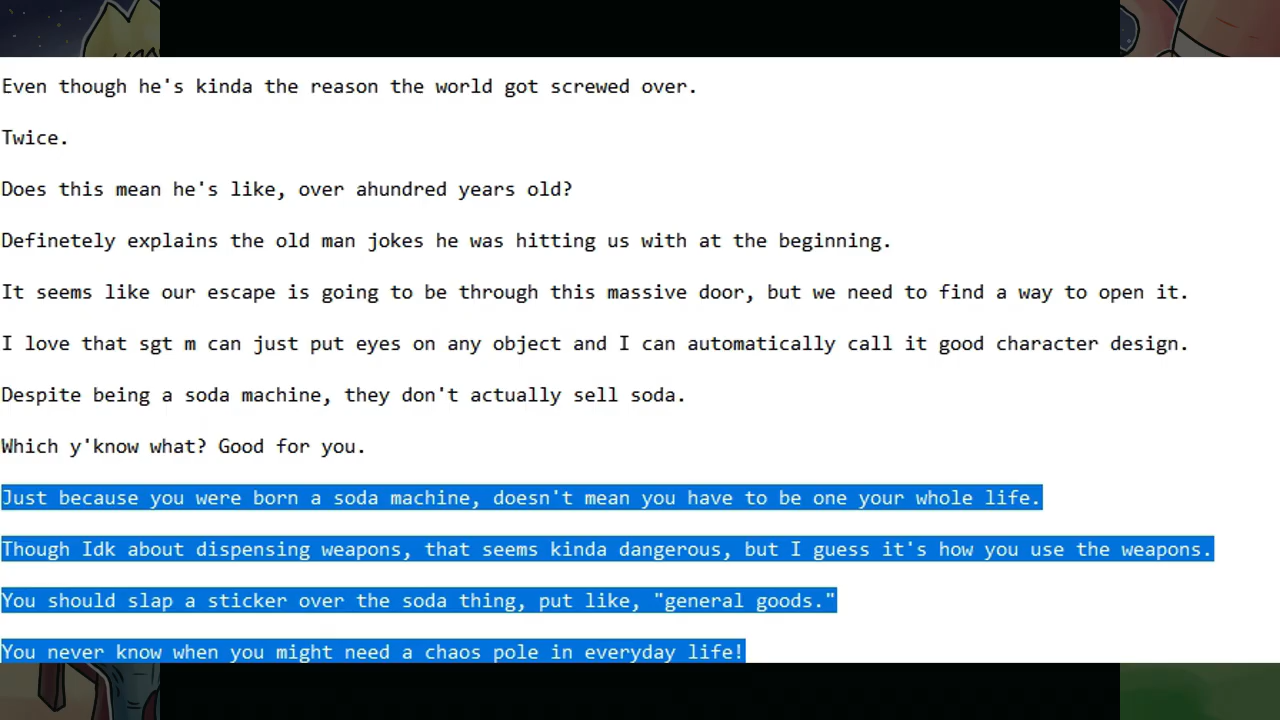 Even though he's kinda the reason the world got screwed over.
Twice.
Does this mean he's like, over ahundred years old?
Definetely explains the old man jokes he was hitting us with at the beginning.
It seems like our escape is going to be through this massive door, but we need to find a way to open it.
I love that sgt m can just put eyes on any object and I can automatically call it good character design.
Despite being a soda machine, they don't actually sell soda.
Which y'know what? Good for you.
Just because you were born a soda machine, doesn't mean you have to be one your whole life.
Though Idk about dispensing weapons, that seems kinda dangerous, but I guess it's how you use the weapons.
You should slap a sticker over the soda thing, put like, "general goods."
You never know when you might need a chaos pole in everyday life!